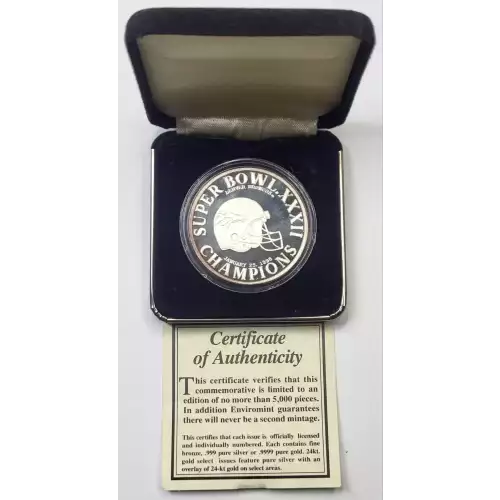 SUPER BOWL XXXII
DENVER BRONCOS
JANUARY 25, 1998
CHAMPIONS
Certificate
of Authenticity
This certificate verifies that this
commemorative is limited to an
edition of no more than 5,000 pieces.
In addition Enviromint guarantees
there will never be a second mintage.
This certifies that each issue is officially licensed
and individually numbered. Each contains fine
bronze, .999 pure silver or .9999 pure gold. 24kt.
gold select issues feature pure silver with an
overlay of 24-kt gold on select areas.